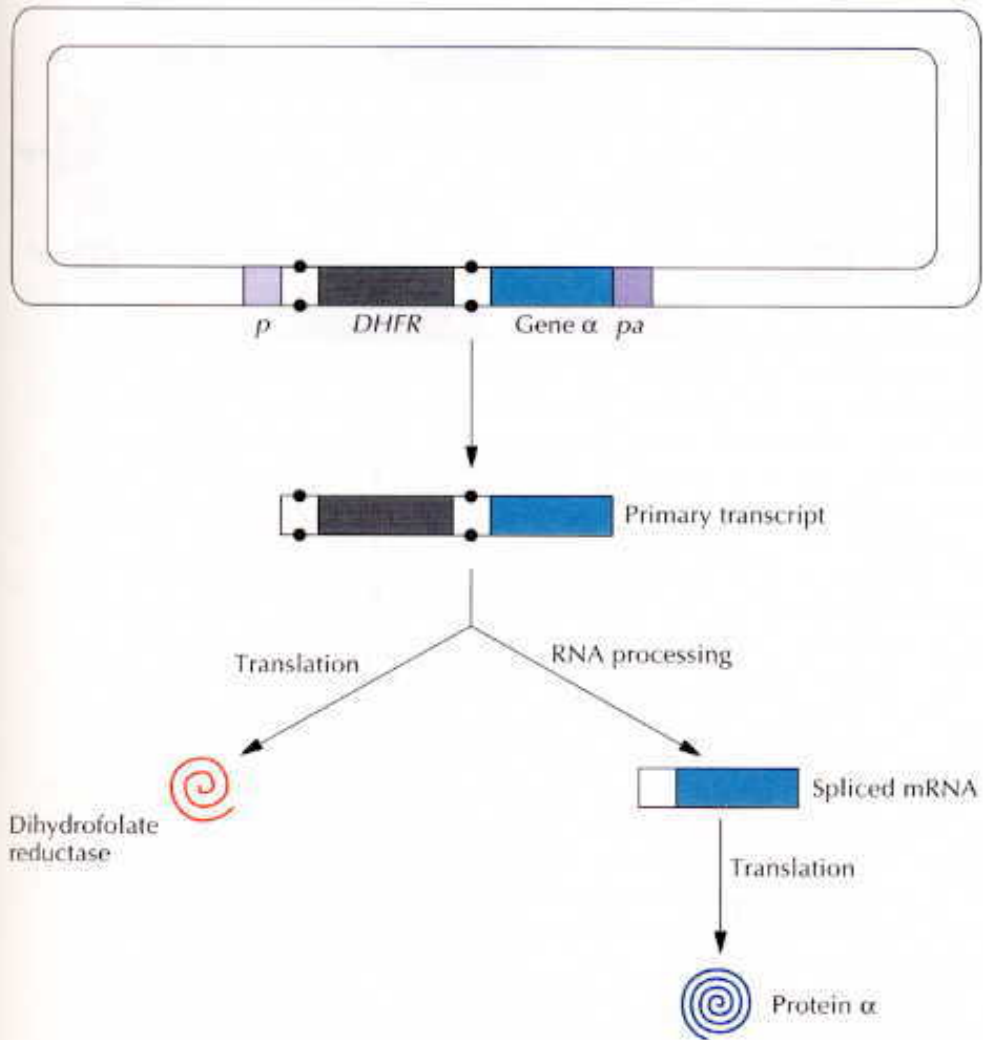 p DHFR Gene α pa
Primary transcript
Translation
RNA processing
Spliced mRNA
Dihydrofolate
reductase
Translation
Protein α